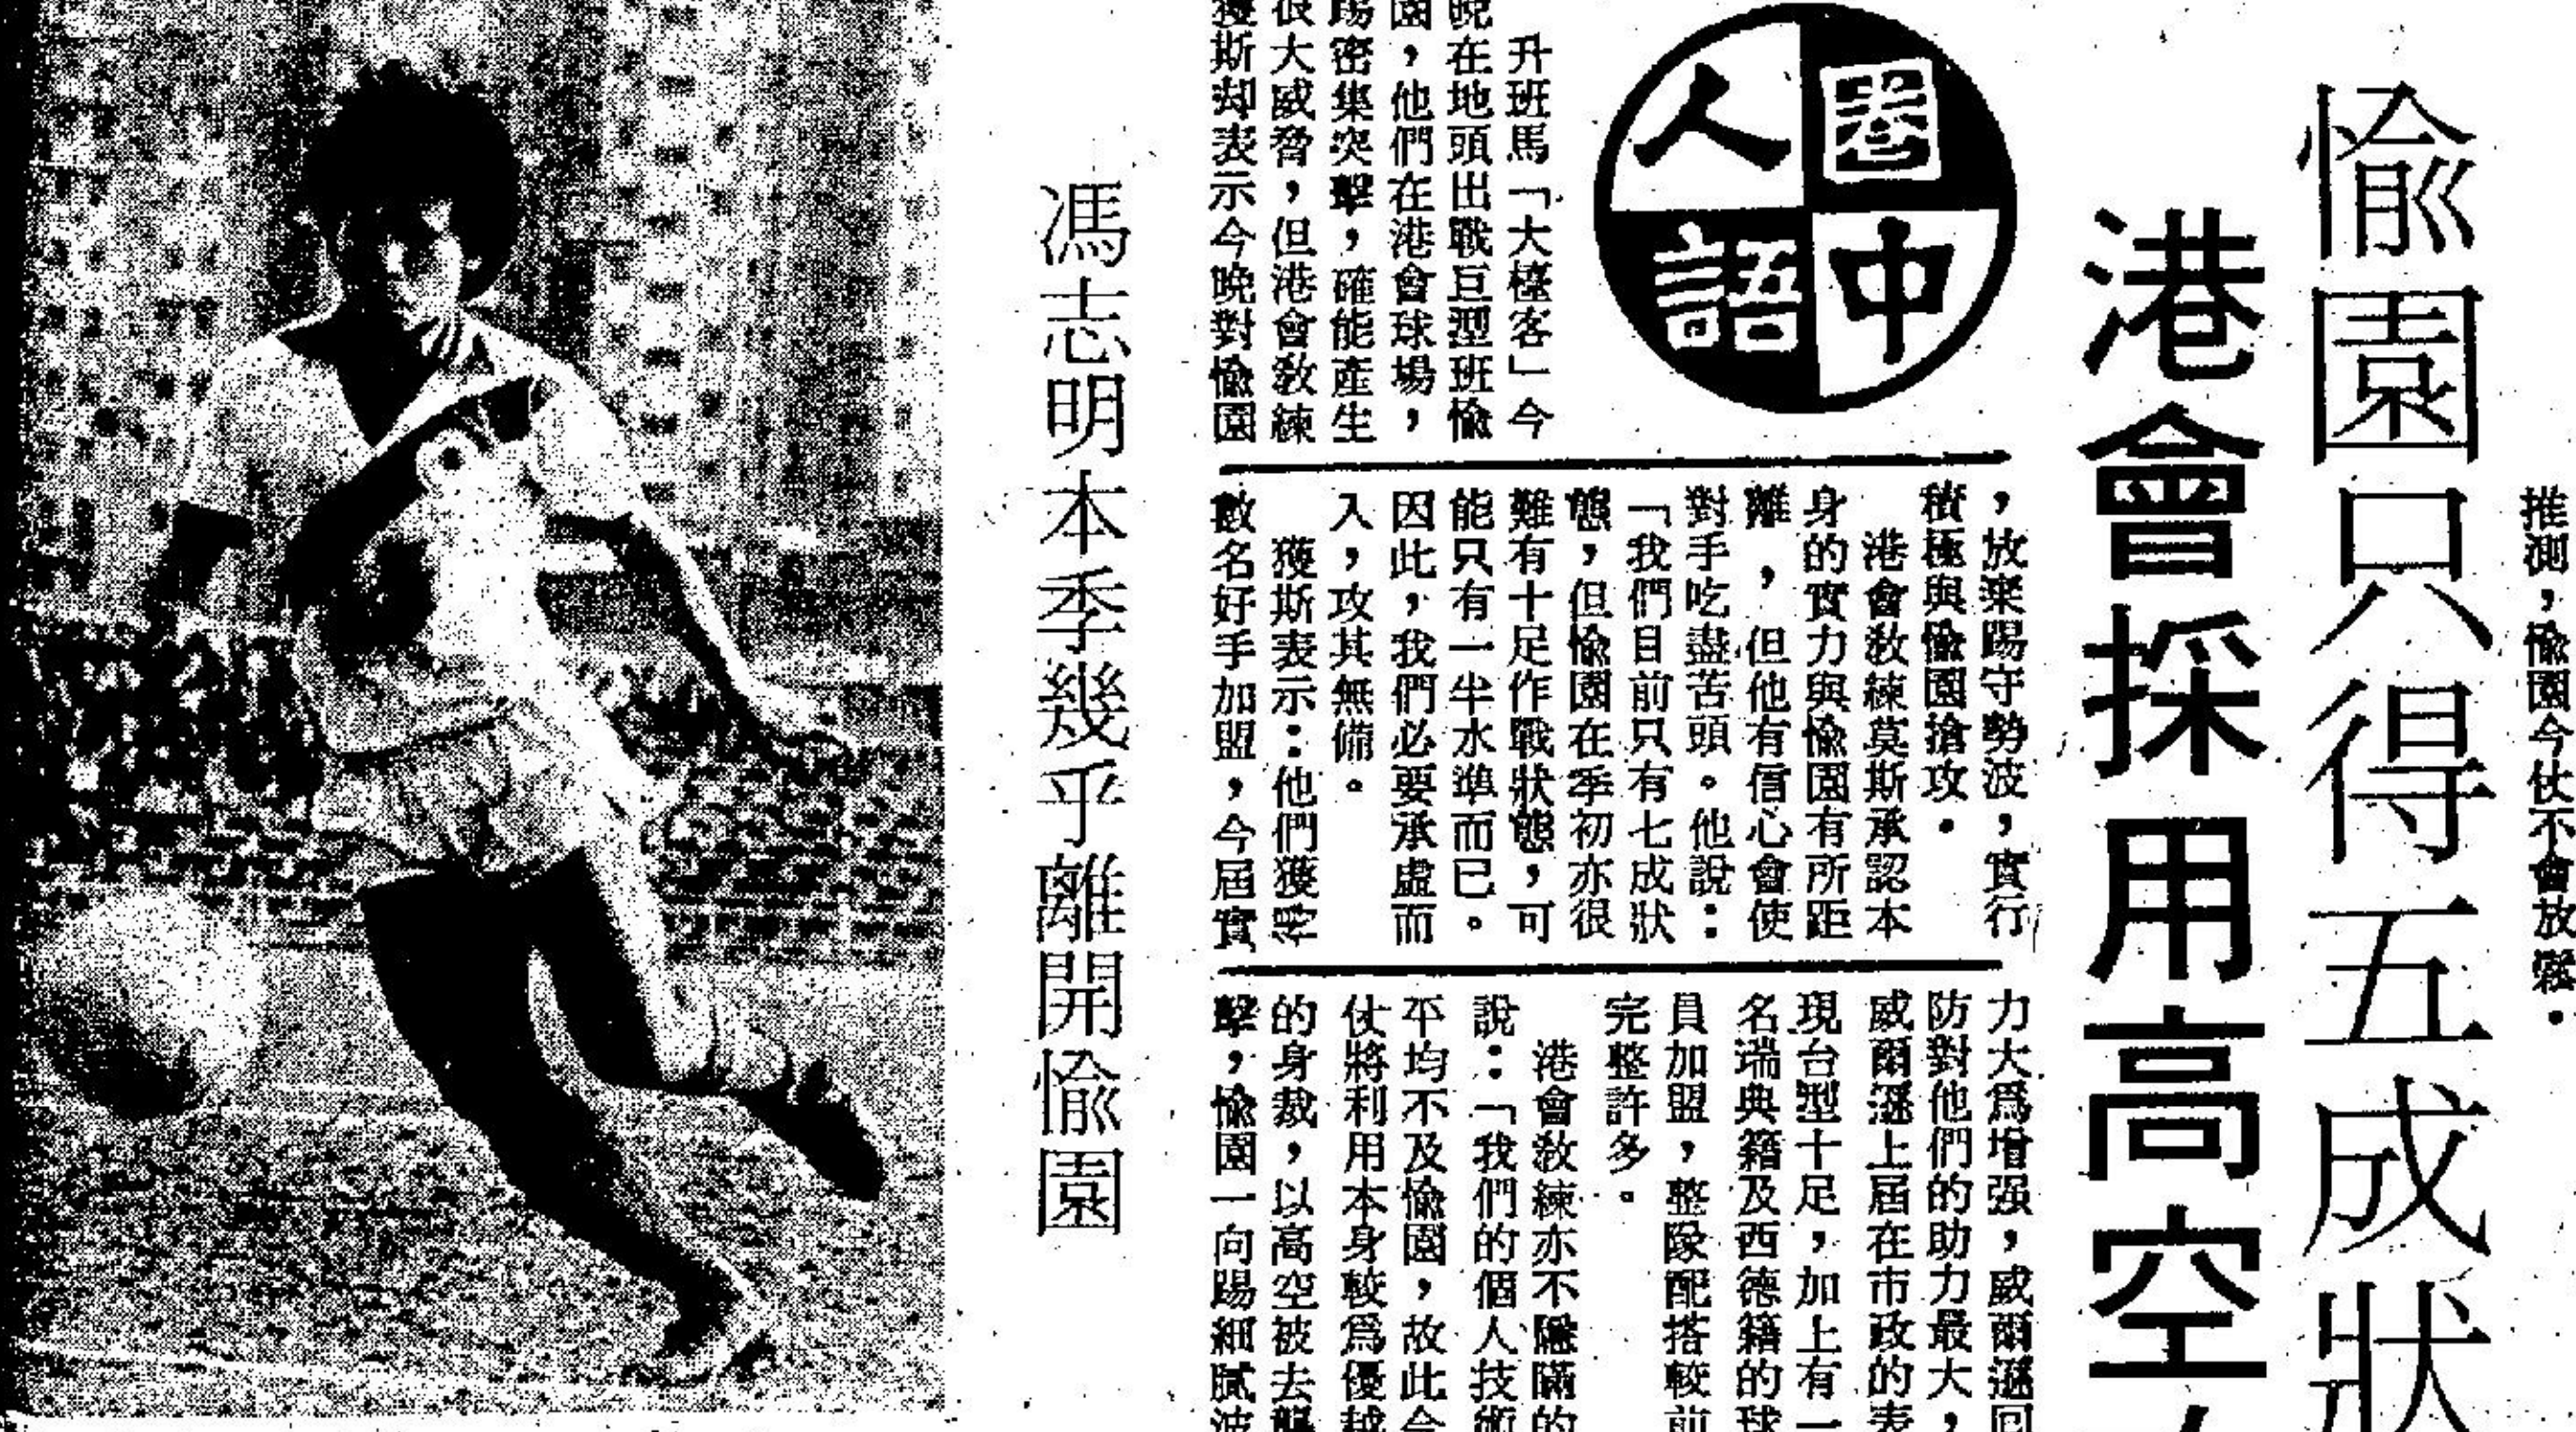 推測，愉園今仗不會放鬆。
愉園只得五成狀
港會採用高空
圈中人語
升班馬「大檯客」今
晚在地頭出戰巨型班愉
園，他們在港會球場，
踢密集突擊，確能產生
很大威脅，但港會教練
獲斯却表示今晚對愉園
，放棄踢守勢波，實行
積極與愉園搶攻。
港會教練莫斯承認本
身的實力與愉園有所距
離，但他有信心會使
對手吃盡苦頭。他說：
「我們目前只有七成狀
態，但愉園在季初亦很
難有十足作戰狀態，可
能只有一半水準而已。
因此，我們必要承虛而
入，攻其無備。
獲斯表示：他們獲
數名好手加盟，今屆實
力大爲增强，威爾遜回
防對他們的助力最大，
威爾遜上屆在市政的表
現台型十足，加上有一
名瑞典籍及西德籍的球
員加盟，整隊配搭較前
完整許多。
港會教練亦不隱瞞的
說：「我們的個人技術
平均不及愉園，故此今
仗將利用本身較爲優越
的身裁，以高空被去襲
擊，愉園一向踢細膩波
馮志明本季幾乎離開愉園